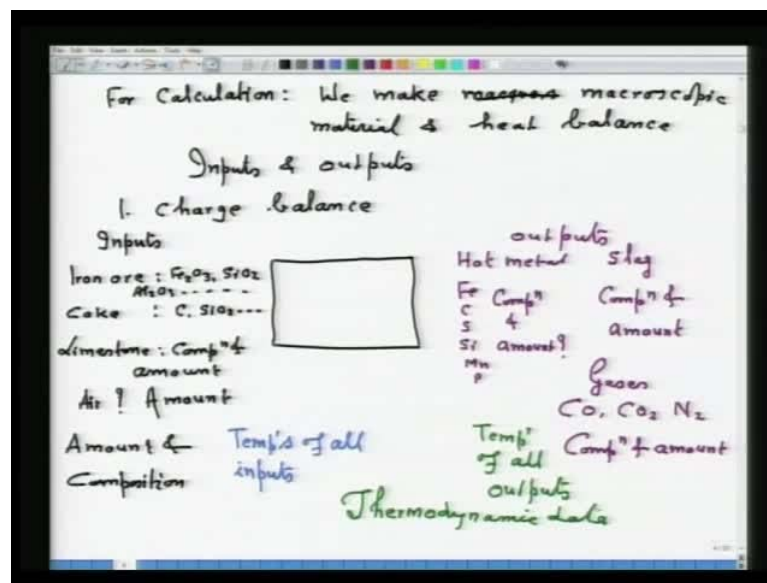 For Calculation: We make macroscopic
material & heat balance
Inputs & outputs
1. Charge balance
Inputs
Iron ore : Fe2O3, SiO2
Al2O3 - - - - - -
Coke : C, SiO2---
Limestone : Compn &
amount
Air ? Amount
Amount &
Composition
Temp's of all
inputs
outputs
Hot metal Slag
Fe
C
S
Si
Mn
P
Compn
&
amount?
Compn &
amount
Gases
CO, CO2 N2
Compn & amount
Temp'
of all
outputs
Thermodynamic data